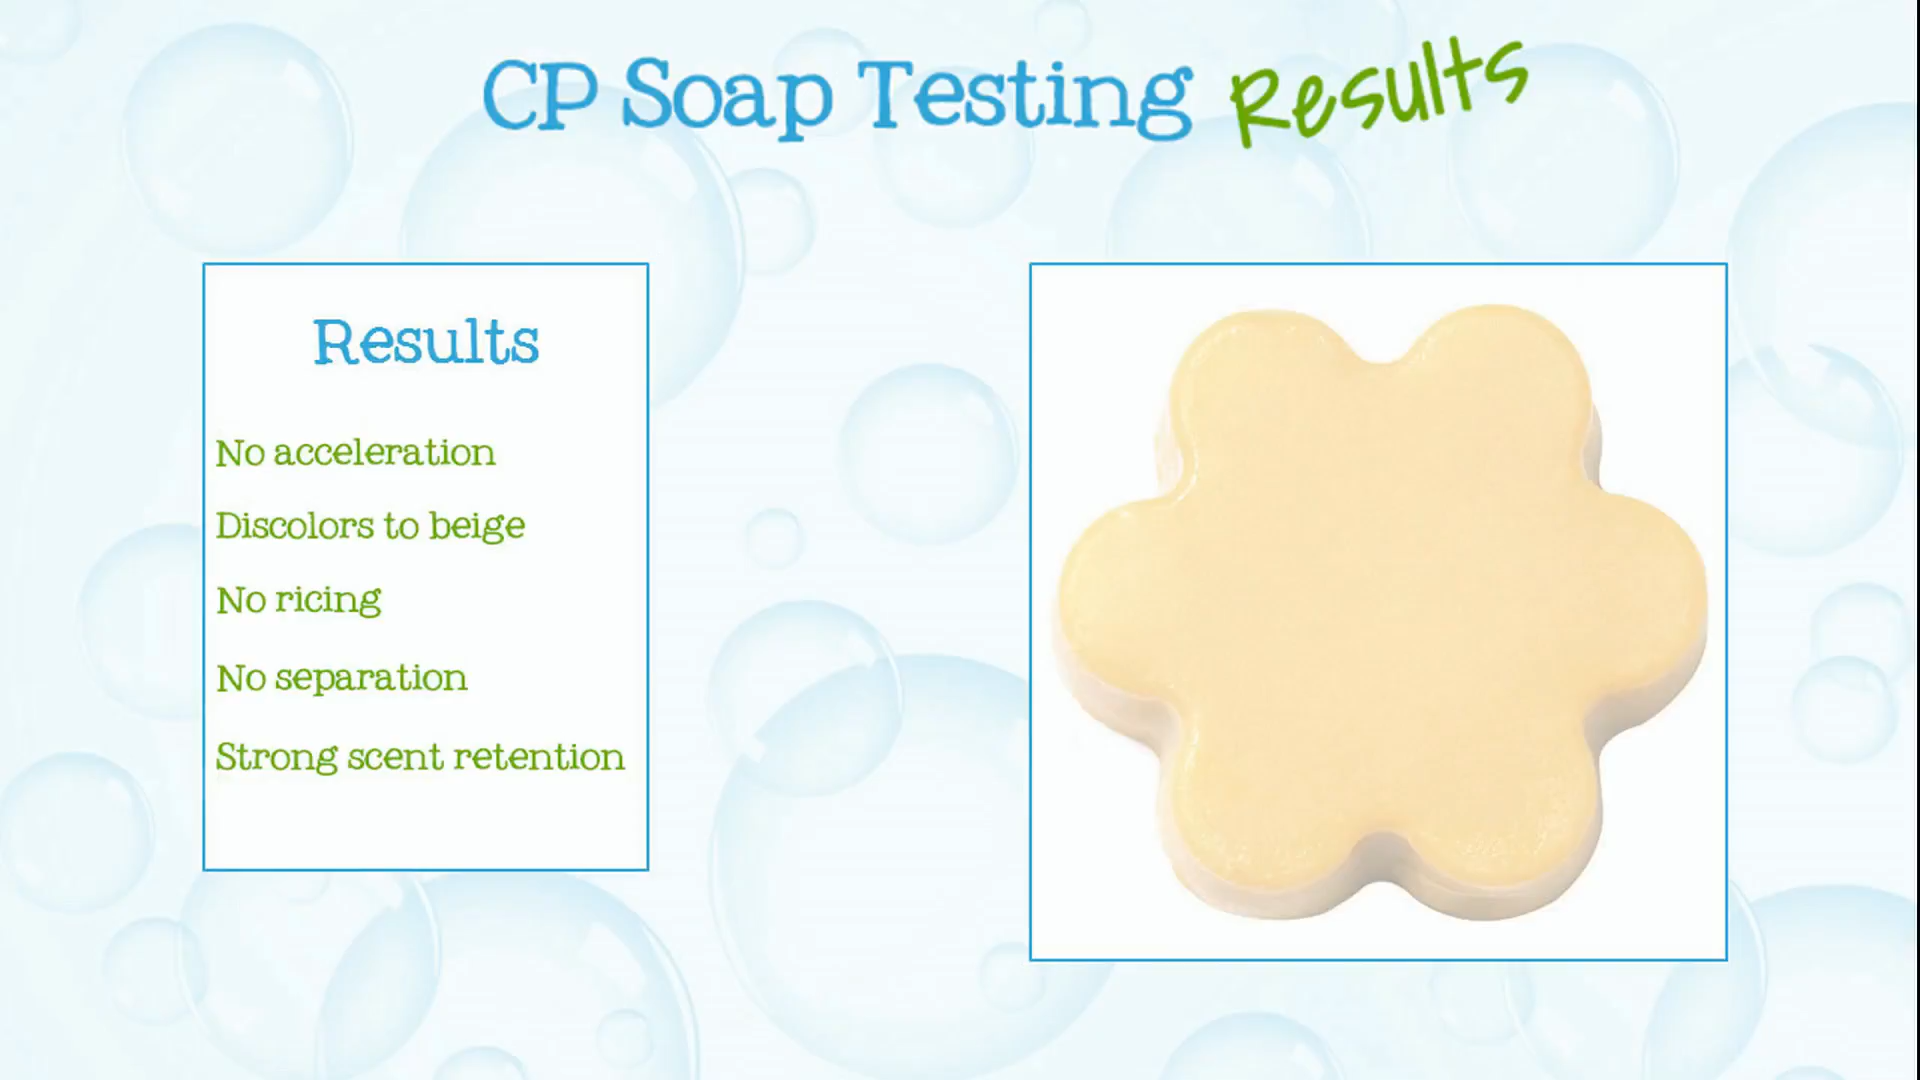 CP Soap Testing Results
Results
No acceleration
Discolors to beige
No ricing
No separation
Strong scent retention